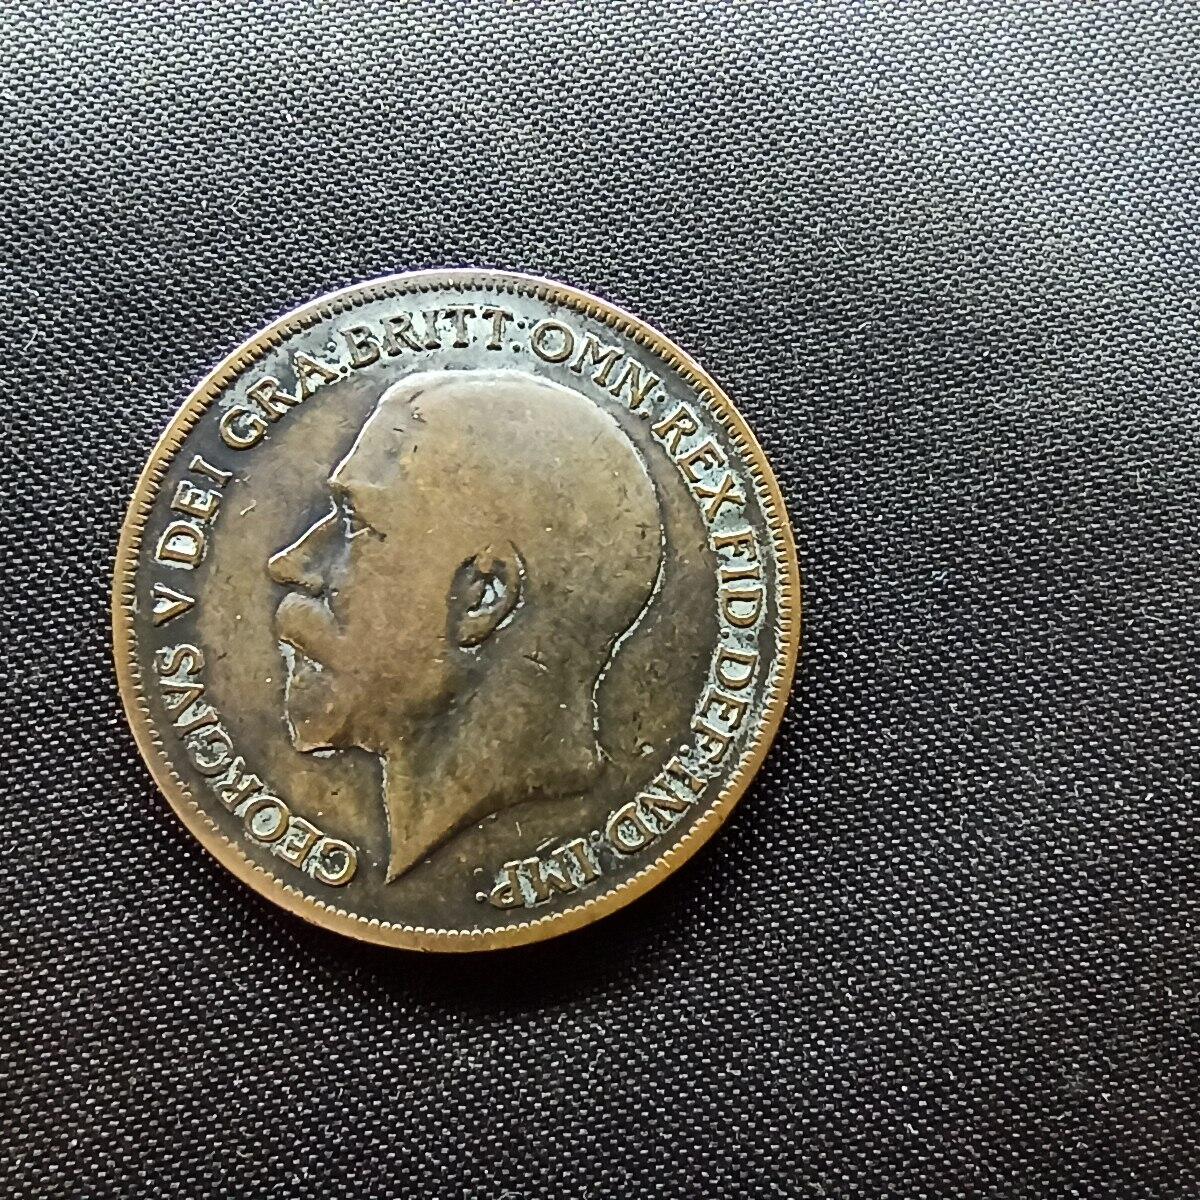 GEORGIVS V DEI GRA:BRITT:OMN:REX FID:DEF:IND:IMP: